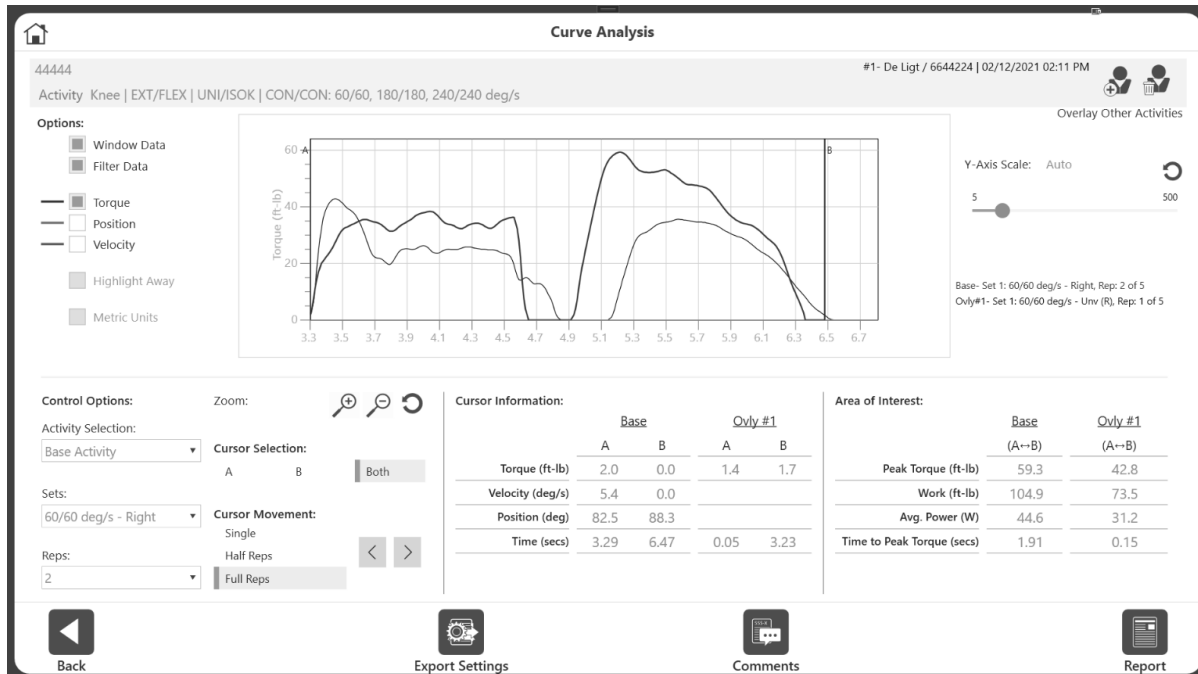 Curve Analysis
44444
#1- De Ligt / 6644224 | 02/12/2021 02:11 PM
Activity Knee | EXT/FLEX | UNI/ISOK | CON/CON: 60/60, 180/180, 240/240 deg/s
Overlay Other Activities
Options:
Window Data
Filter Data
Torque
Position
Velocity
Highlight Away
Metric Units
Torque (ft-lb)
60
40
20
0
A
B
3.3 3.5 3.7 3.9 4.1 4.3 4.5 4.7 4.9 5.1 5.3 5.5 5.7 5.9 6.1 6.3 6.5 6.7
Y-Axis Scale: Auto
5 500
Base- Set 1: 60/60 deg/s - Right, Rep: 2 of 5
Ovly#1- Set 1: 60/60 deg/s - Unv (R), Rep: 1 of 5
Control Options:
Activity Selection:
Base Activity
Sets:
60/60 deg/s - Right
Reps:
2
Zoom:
Cursor Selection:
A B Both
Cursor Movement:
Single
Half Reps
Full Reps
Cursor Information:
Base Ovly #1
A B A B
Torque (ft-lb) 2.0 0.0 1.4 1.7
Velocity (deg/s) 5.4 0.0
Position (deg) 82.5 88.3
Time (secs) 3.29 6.47 0.05 3.23
Area of Interest:
Base Ovly #1
(A↔B) (A↔B)
Peak Torque (ft-lb) 59.3 42.8
Work (ft-lb) 104.9 73.5
Avg. Power (W) 44.6 31.2
Time to Peak Torque (secs) 1.91 0.15
Back
Export Settings
Comments
Report